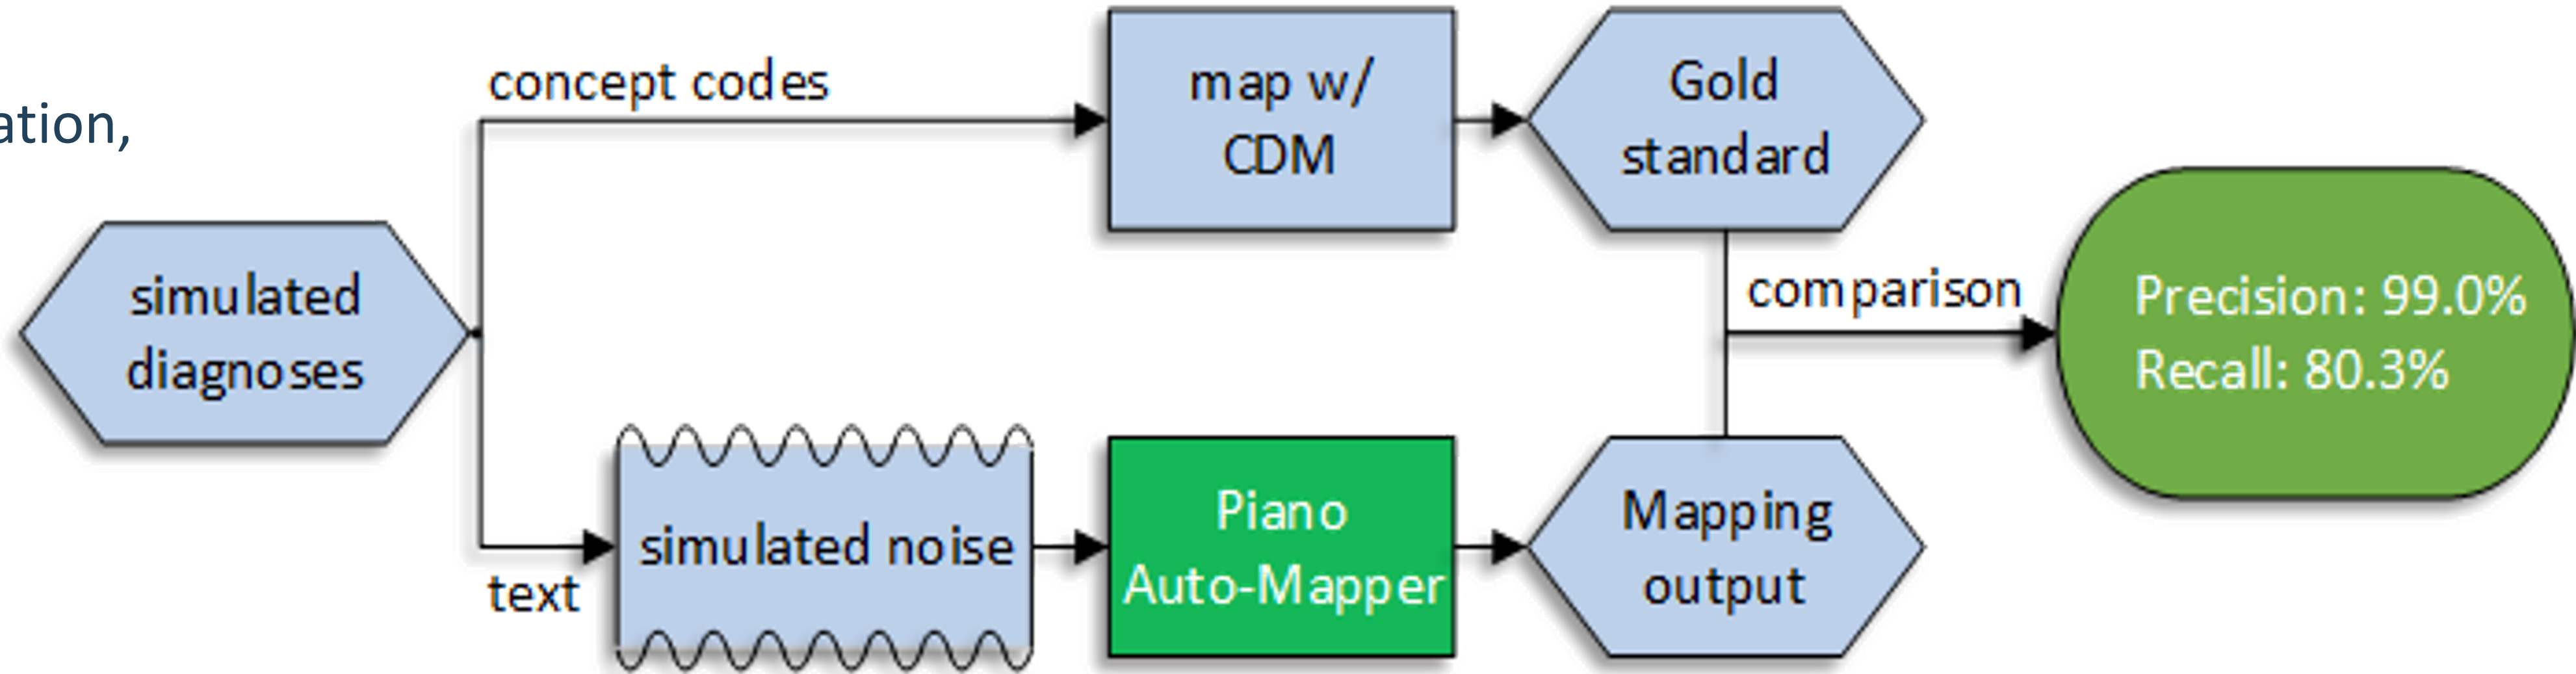 ation,
simulated
diagnoses
concept codes
map w/
CDM
Gold
standard
text
simulated noise
Piano
Auto-Mapper
Mapping
output
comparison
Precision: 99.0%
Recall: 80.3%